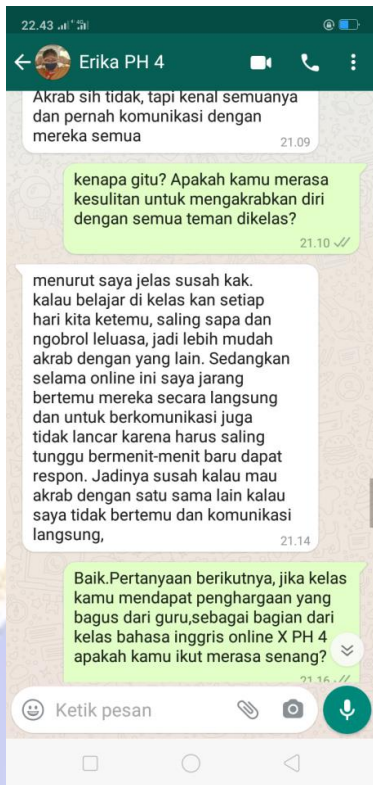 22.43
Erika PH 4
Akrab sih tidak, tapi kenal semuanya
dan pernah komunikasi dengan
mereka semua
21.09
kenapa gitu? Apakah kamu merasa
kesulitan untuk mengakrabkan diri
dengan semua teman dikelas?
21.10
menurut saya jelas susah kak.
kalau belajar di kelas kan setiap
hari kita ketemu, saling sapa dan
ngobrol leluasa, jadi lebih mudah
akrab dengan yang lain. Sedangkan
selama online ini saya jarang
bertemu mereka secara langsung
dan untuk berkomunikasi juga
tidak lancar karena harus saling
tunggu bermenit-menit baru dapat
respon. Jadinya susah kalau mau
akrab dengan satu sama lain kalau
saya tidak bertemu dan komunikasi
langsung,
21.14
Baik.Pertanyaan berikutnya, jika kelas
kamu mendapat penghargaan yang
bagus dari guru,sebagai bagian dari
kelas bahasa inggris online X PH 4
apakah kamu ikut merasa senang?
21.16
Ketik pesan